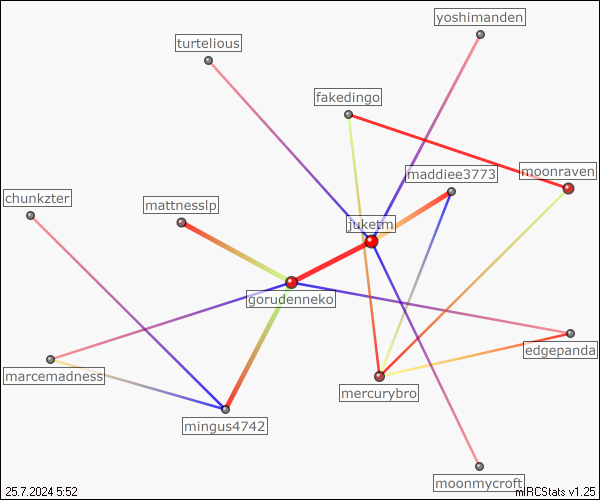 yoshimanden
turtelious
fakedingo
maddiee3773
moonraven
chunkzter
mattnesslp
juketm
gorudenneko
edgepanda
marcemadness
mercurybro
mingus4742
moonmycroft
25.7.2024 5:52
mIRCStats v1.25